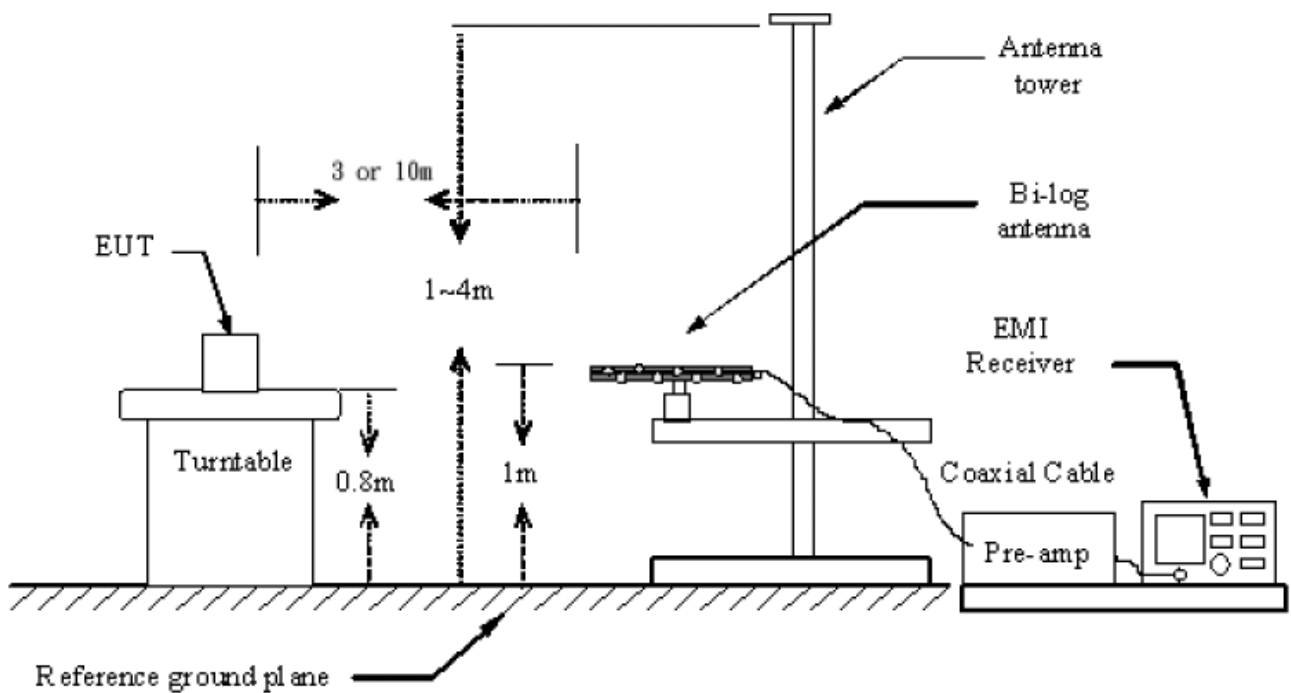 Antenna
tower
3 or 10m
Bi-log
antenna
EUT
1~4m
EMI
Receiver
Turntable
0.8m
1m
Coaxial Cable
Pre-amp
Reference ground plane